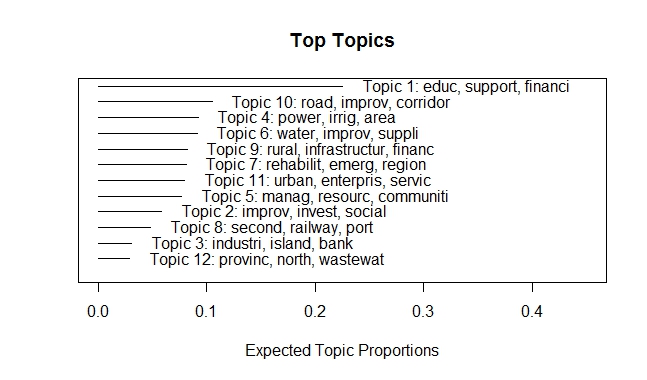 Top Topics
Topic 1: educ, support, financi
Topic 10: road, improv, corridor
Topic 4: power, irrig, area
Topic 6: water, improv, suppli
Topic 9: rural, infrastructur, financ
Topic 7: rehabilit, emerg, region
Topic 11: urban, enterpris, servic
Topic 5: manag, resourc, communiti
Topic 2: improv, invest, social
Topic 8: second, railway, port
Topic 3: industri, island, bank
Topic 12: provinc, north, wastewat
0.0 0.1 0.2 0.3 0.4
Expected Topic Proportions